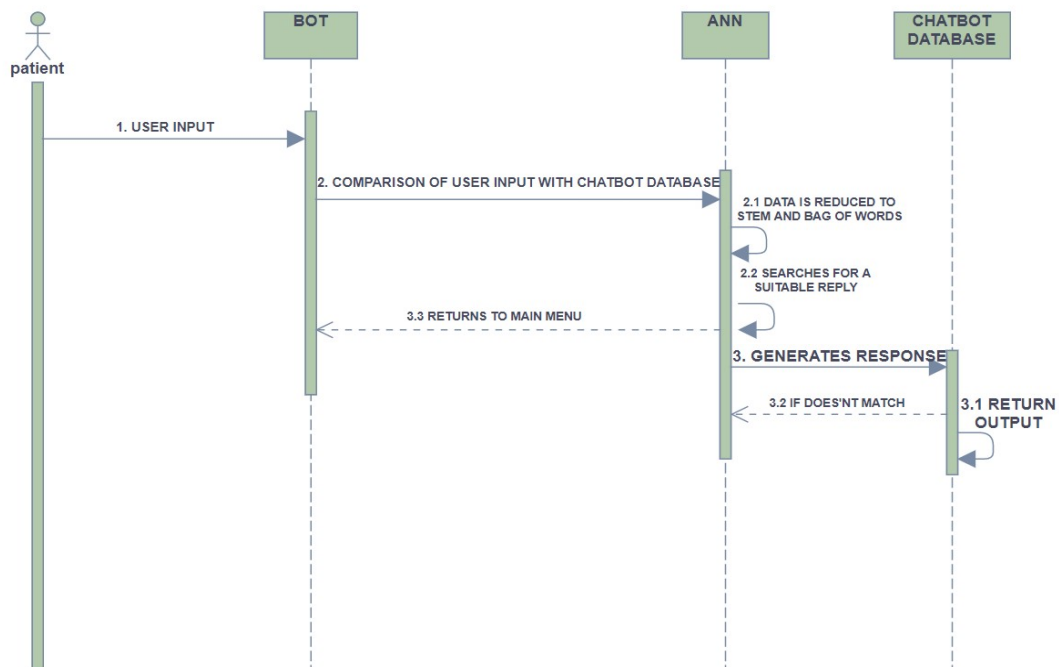 BOT
ANN
CHATBOT
DATABASE
patient
1. USER INPUT
2. COMPARISON OF USER INPUT WITH CHATBOT DATABASE
2.1 DATA IS REDUCED TO
STEM AND BAG OF WORDS
2.2 SEARCHES FOR A
SUITABLE REPLY
3.3 RETURNS TO MAIN MENU
3. GENERATES RESPONSE
3.2 IF DOES'NT MATCH
3.1 RETURN
OUTPUT